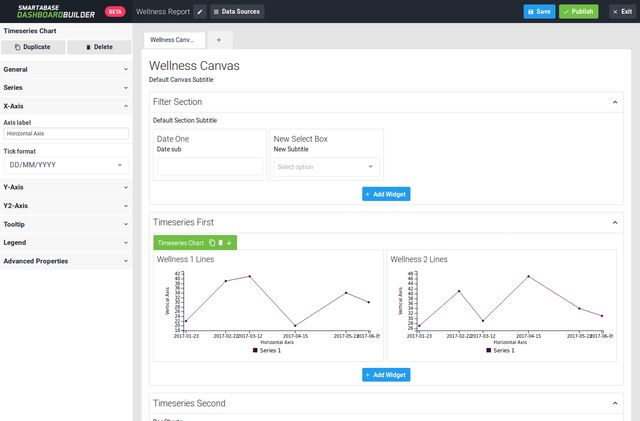 SMARTABASE
DASHBOARDBUILDER
BETA
Wellness Report
Data Sources
Save
Publish
Exit
Timeseries Chart
Duplicate
Delete
General
Series
X-Axis
Axis label
Horizontal Axis
Tick format
DD/MM/YYYY
Y-Axis
Y2-Axis
Tooltip
Legend
Advanced Properties
Wellness Canv...
+
Wellness Canvas
Default Canvas Subtitle
Filter Section
Default Section Subtitle
Date One
Date sub
New Select Box
New Subtitle
Select option
+ Add Widget
Timeseries First
Timeseries Chart
Wellness 1 Lines
Vertical Axis
42
40
38
36
34
32
30
28
26
24
22
20
18
2017-01-23
2017-02-22
2017-03-12
2017-04-15
2017-05-23
2017-06-0
Horizontal Axis
Series 1
Wellness 2 Lines
Vertical Axis
48
46
44
42
40
38
36
34
32
30
28
26
2017-01-23
2017-02-22
2017-03-12
2017-04-15
2017-05-23
2017-06-0
Horizontal Axis
Series 1
+ Add Widget
Timeseries Second